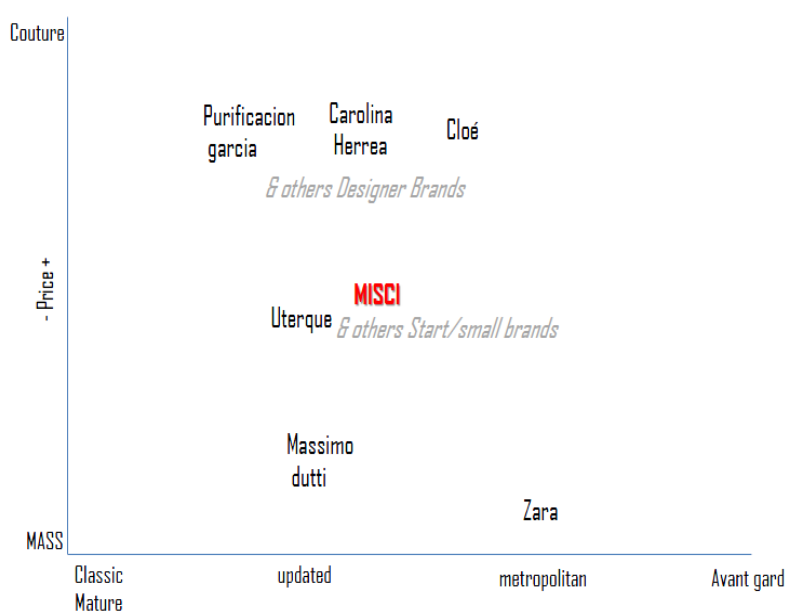 Couture
Purificacion
garcia
Carolina
Herrea
Cloé
& others Designer Brands
- Price +
MISCI
Uterque
& others Start/small brands
Massimo
dutti
Zara
MASS
Classic
Mature
updated
metropolitan
Avant gard